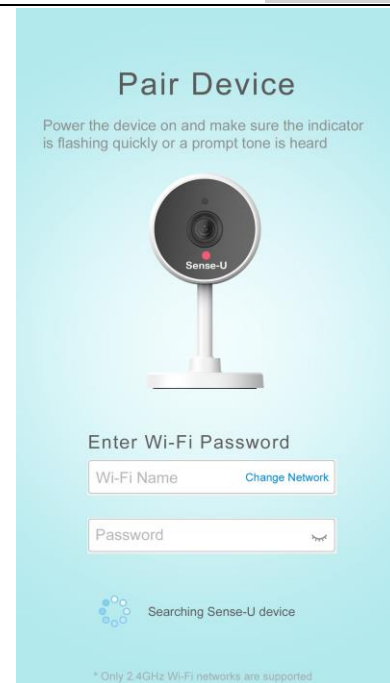 Pair Device
Power the device on and make sure the indicator
is flashing quickly or a prompt tone is heard
Sense-U
Enter Wi-Fi Password
Wi-Fi Name Change Network
Password
Searching Sense-U device
* Only 2.4GHz Wi-Fi networks are supported